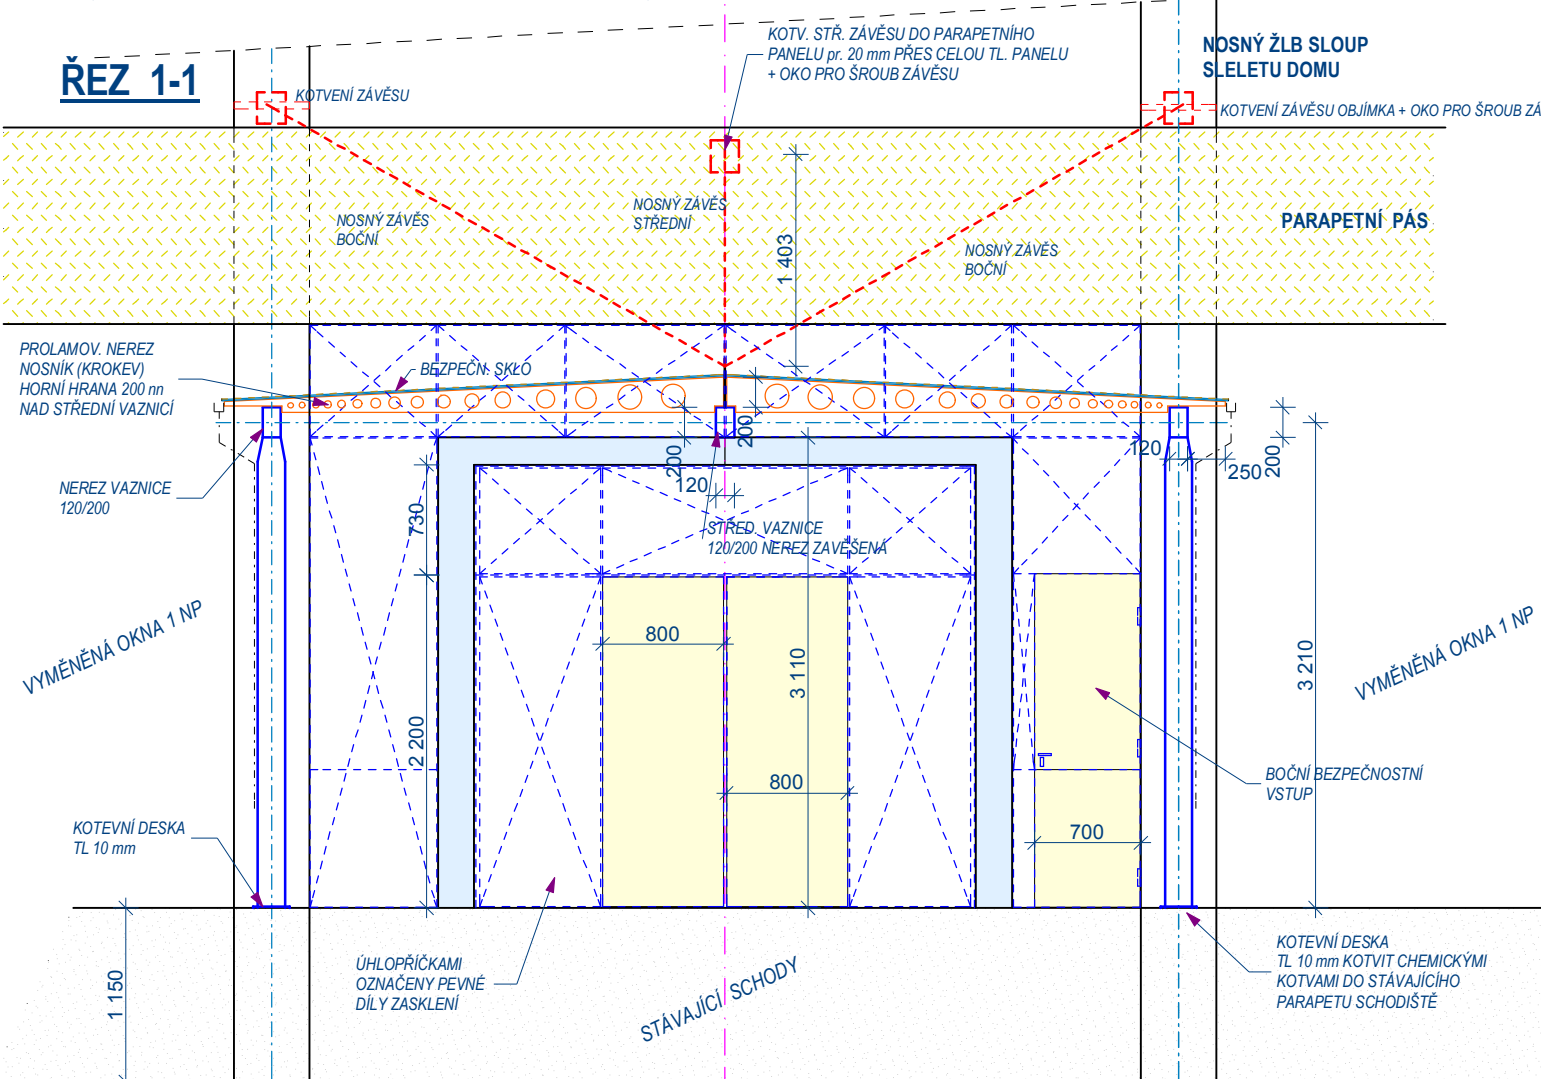 ŘEZ 1-1
KOTVENÍ ZÁVĚSU
KOTV. STŘ. ZÁVĚSU DO PARAPETNÍHO
PANELU pr. 20 mm PŘES CELOU TL. PANELU
+ OKO PRO ŠROUB ZÁVĚSU
NOSNÝ ŽLB SLOUP
SLELETU DOMU
KOTVENÍ ZÁVĚSU OBJÍMKA + OKO PRO ŠROUB ZÁ
NOSNÝ ZÁVĚS
BOČNÍ
NOSNÝ ZÁVĚS
STŘEDNÍ
1 403
NOSNÝ ZÁVĚS
BOČNÍ
PARAPETNÍ PÁS
PROLAMOV. NEREZ
NOSNÍK (KROKEV)
HORNÍ HRANA 200 nn
NAD STŘEDNÍ VAZNICÍ
BEZPEČN. SKLO
200
200
120
120
250
200
NEREZ VAZNICE
120/200
730
STŘED. VAZNICE
120/200 NEREZ ZAVĚŠENÁ
VYMĚNĚNÁ OKNA 1 NP
800
3 110
3 210
VYMĚNĚNÁ OKNA 1 NP
2 200
800
700
BOČNÍ BEZPEČNOSTNÍ
VSTUP
KOTEVNÍ DESKA
TL 10 mm
1 150
ÚHLOPŘÍČKAMI
OZNAČENY PEVNÉ
DÍLY ZASKLENÍ
STÁVAJÍCÍ SCHODY
KOTEVNÍ DESKA
TL 10 mm KOTVIT CHEMICKÝMI
KOTVAMI DO STÁVAJÍCÍHO
PARAPETU SCHODIŠTĚ